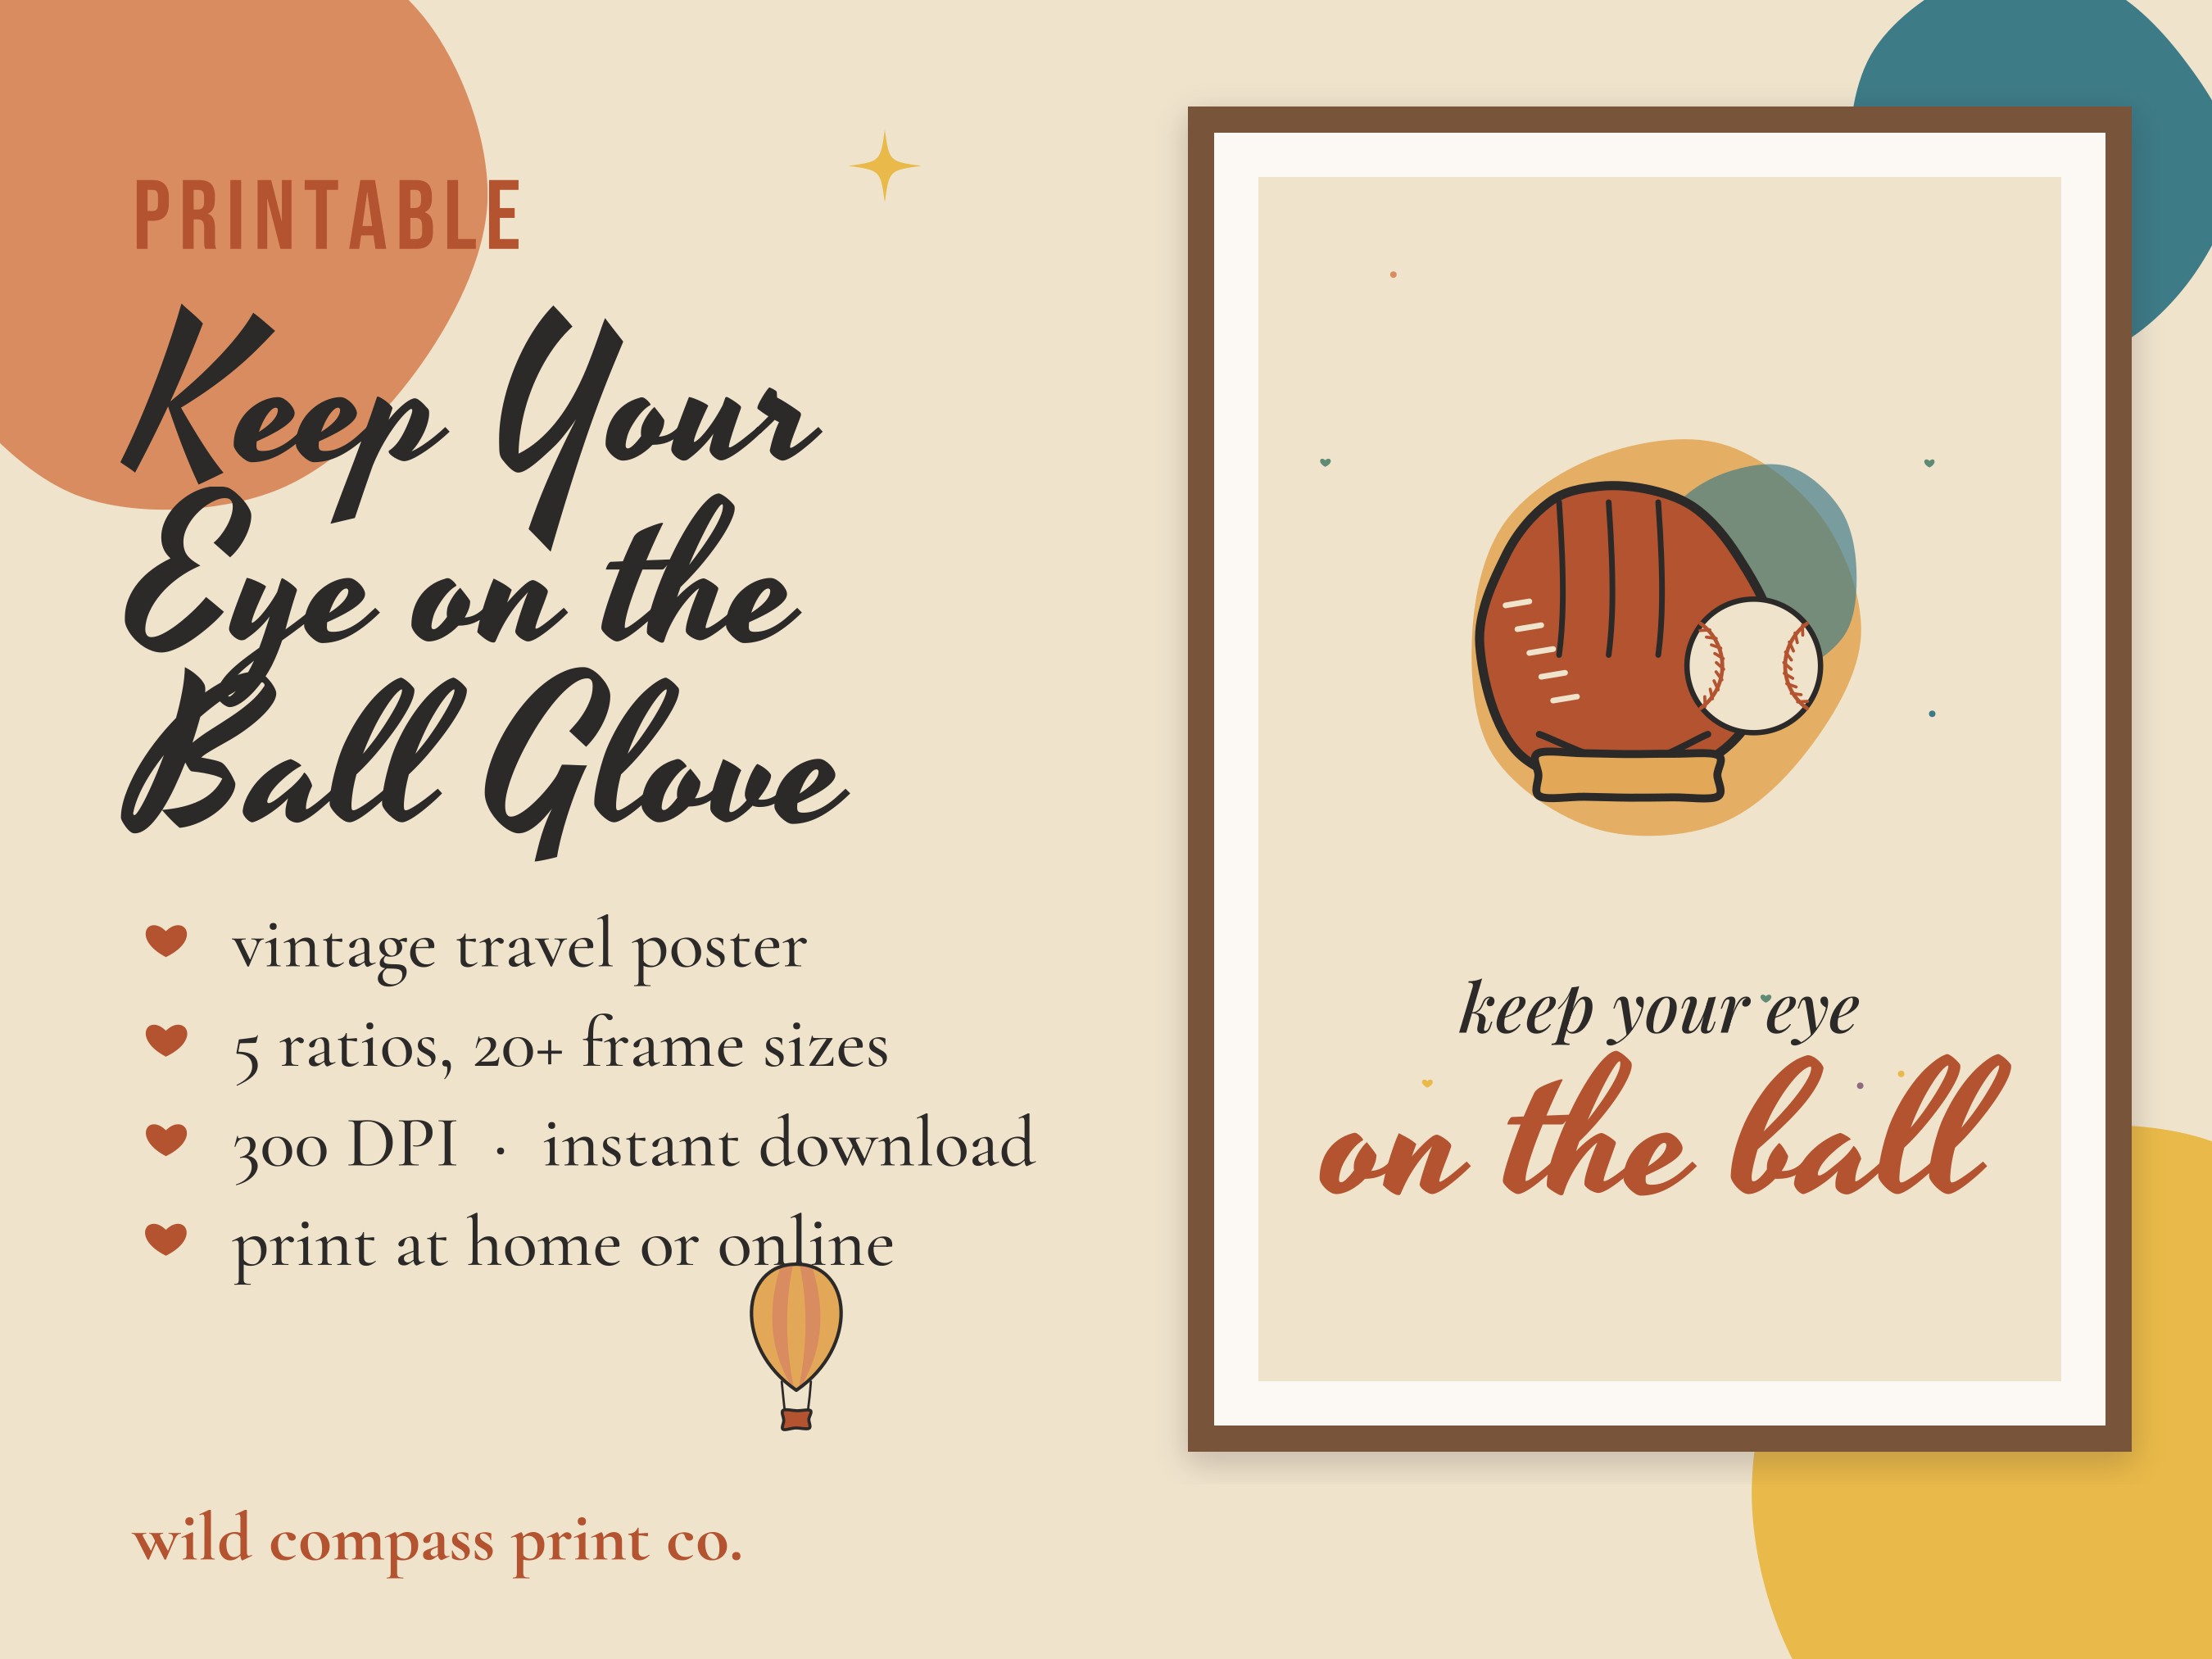 PRINTABLE
Keep Your
Eye on the
Ball Glove
vintage travel poster
5 ratios, 20+ frame sizes
300 DPI · instant download
print at home or online
wild compass print co.
keep your eye
on the ball